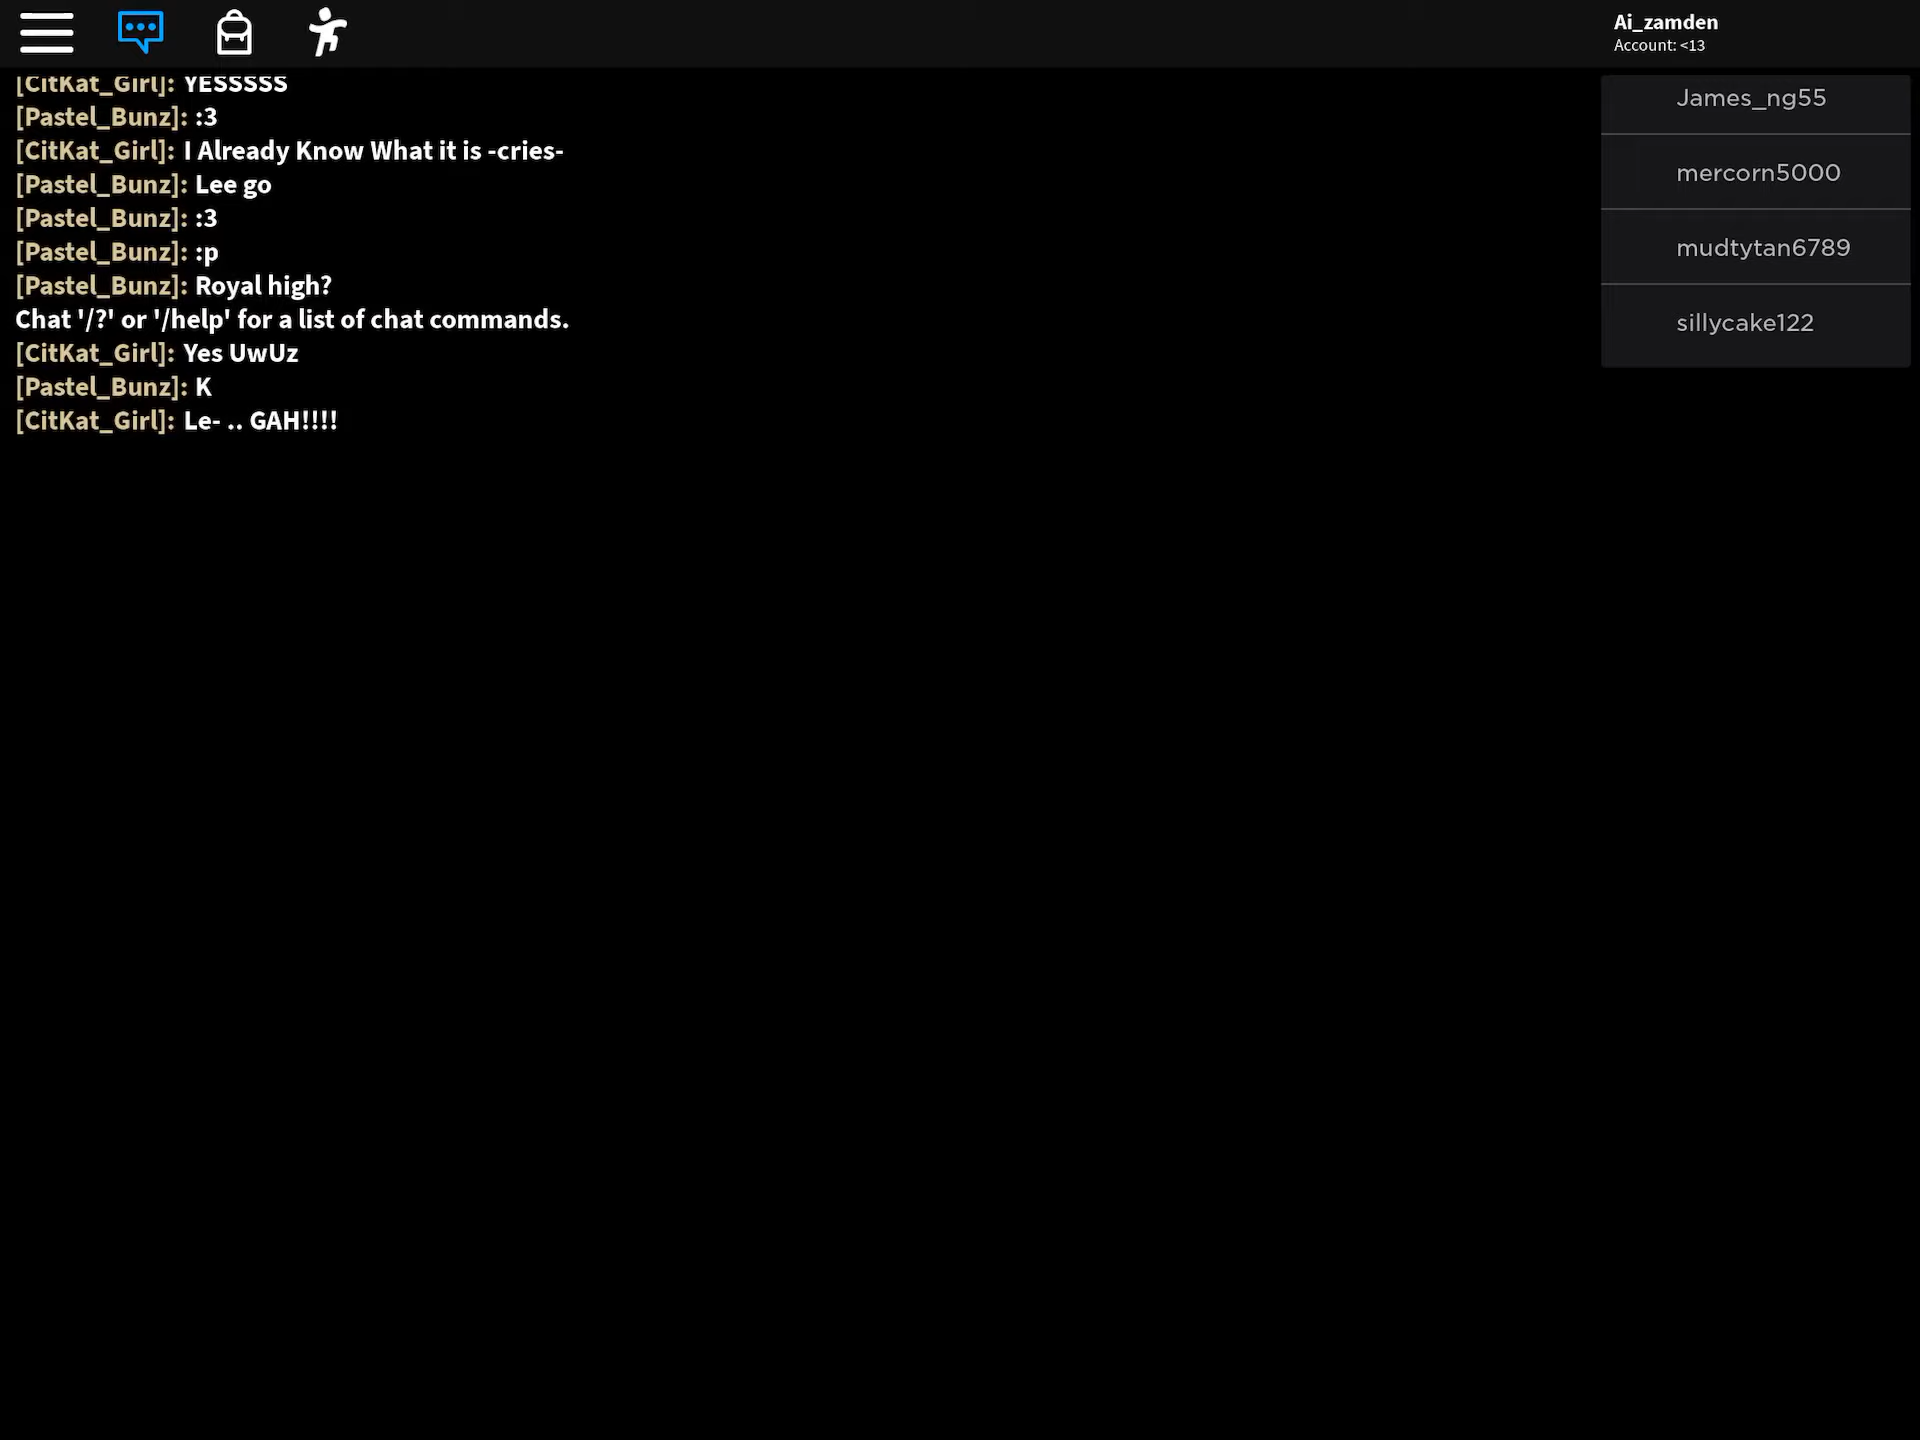 Ai_zamden
Account: <13
[CitKat_Girl]: YESSSSS
[Pastel_Bunz]: :3
[CitKat_Girl]: I Already Know What it is -cries-
[Pastel_Bunz]: Lee go
[Pastel_Bunz]: :3
[Pastel_Bunz]: :p
[Pastel_Bunz]: Royal high?
Chat '/?' or '/help' for a list of chat commands.
[CitKat_Girl]: Yes UwUz
[Pastel_Bunz]: K
[CitKat_Girl]: Le- .. GAH!!!!
James_ng55
mercorn5000
mudtytan6789
sillycake122